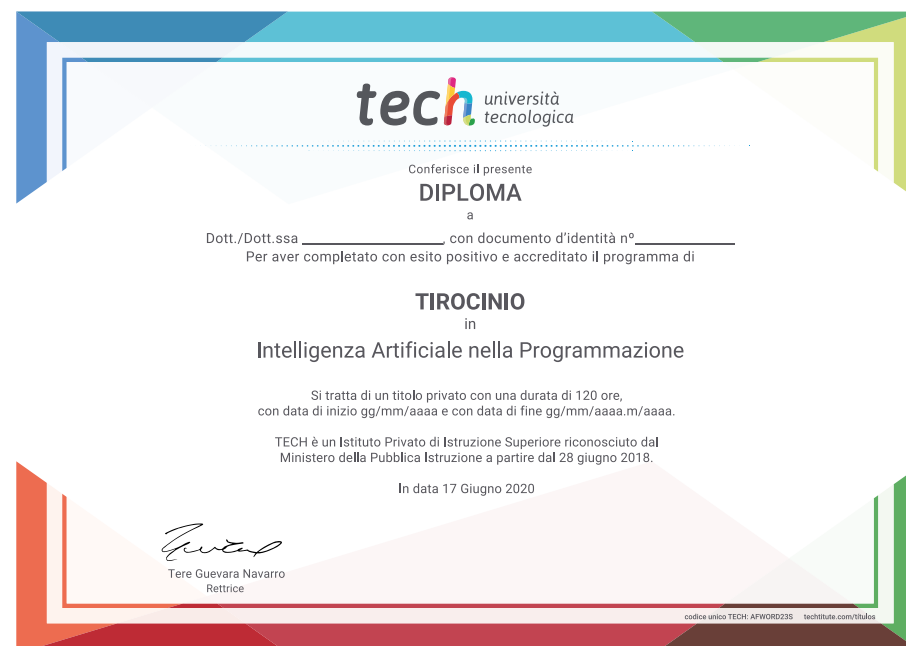 tech università
tecnologica
Conferisce il presente
DIPLOMA
a
Dott./Dott.ssa ____________________, con documento d'identità nº______________
Per aver completato con esito positivo e accreditato il programma di
TIROCINIO
in
Intelligenza Artificiale nella Programmazione
Si tratta di un titolo privato con una durata di 120 ore,
con data di inizio gg/mm/aaaa e con data di fine gg/mm/aaaa.m/aaaa.
TECH è un Istituto Privato di Istruzione Superiore riconosciuto dal
Ministero della Pubblica Istruzione a partire dal 28 giugno 2018.
In data 17 Giugno 2020
Tere Guevara Navarro
Rettrice
codice unico TECH: AFWORD23S techtitute.com/titulos